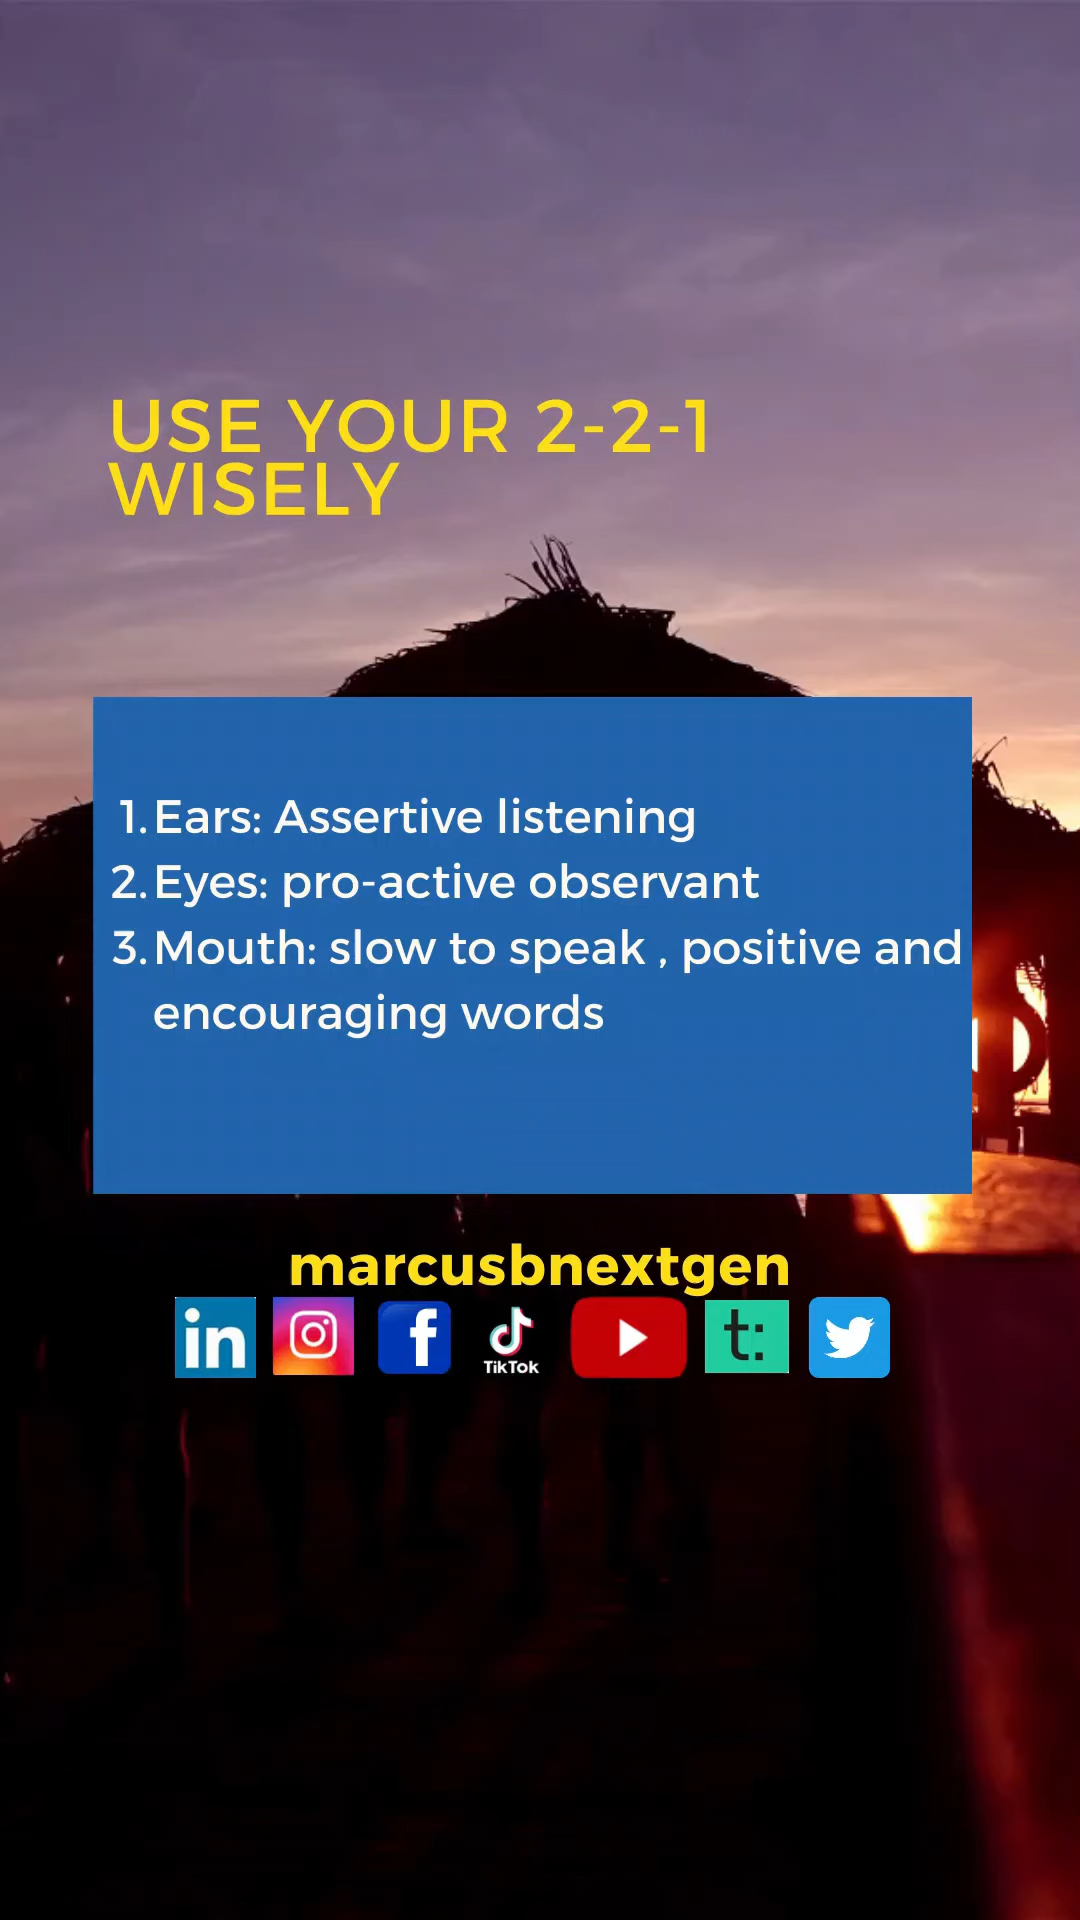 USE YOUR 2-2-1
WISELY
1. Ears: Assertive listening
2. Eyes: pro-active observant
3. Mouth: slow to speak , positive and
encouraging words
marcusbnextgen
in f TikTok t: